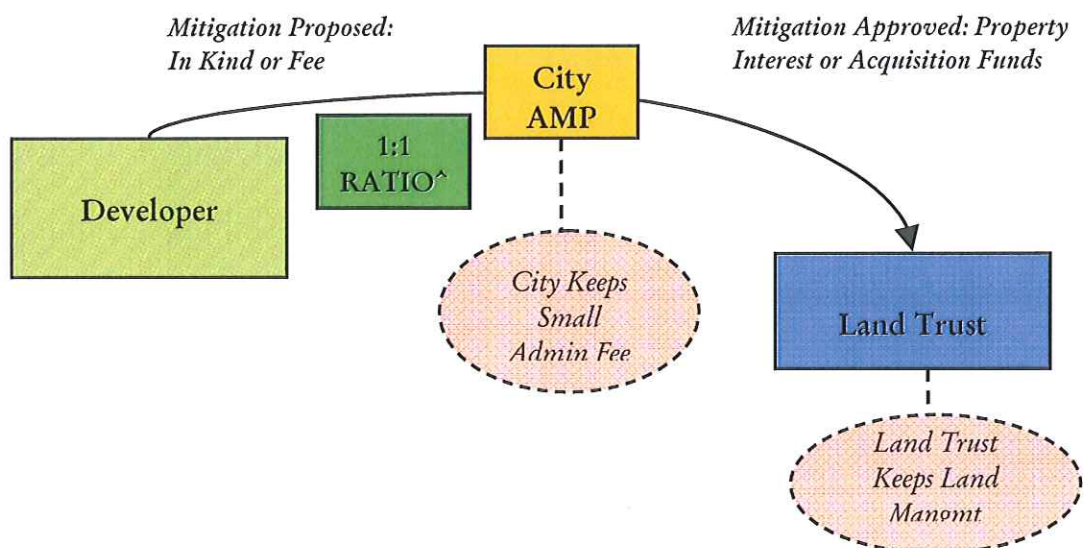 Mitigation Proposed:
In Kind or Fee
Mitigation Approved: Property
Interest or Acquisition Funds
City
AMP
1:1
RATIO^
Developer
City Keeps
Small
Admin Fee
Land Trust
Land Trust
Keeps Land
Mangmt